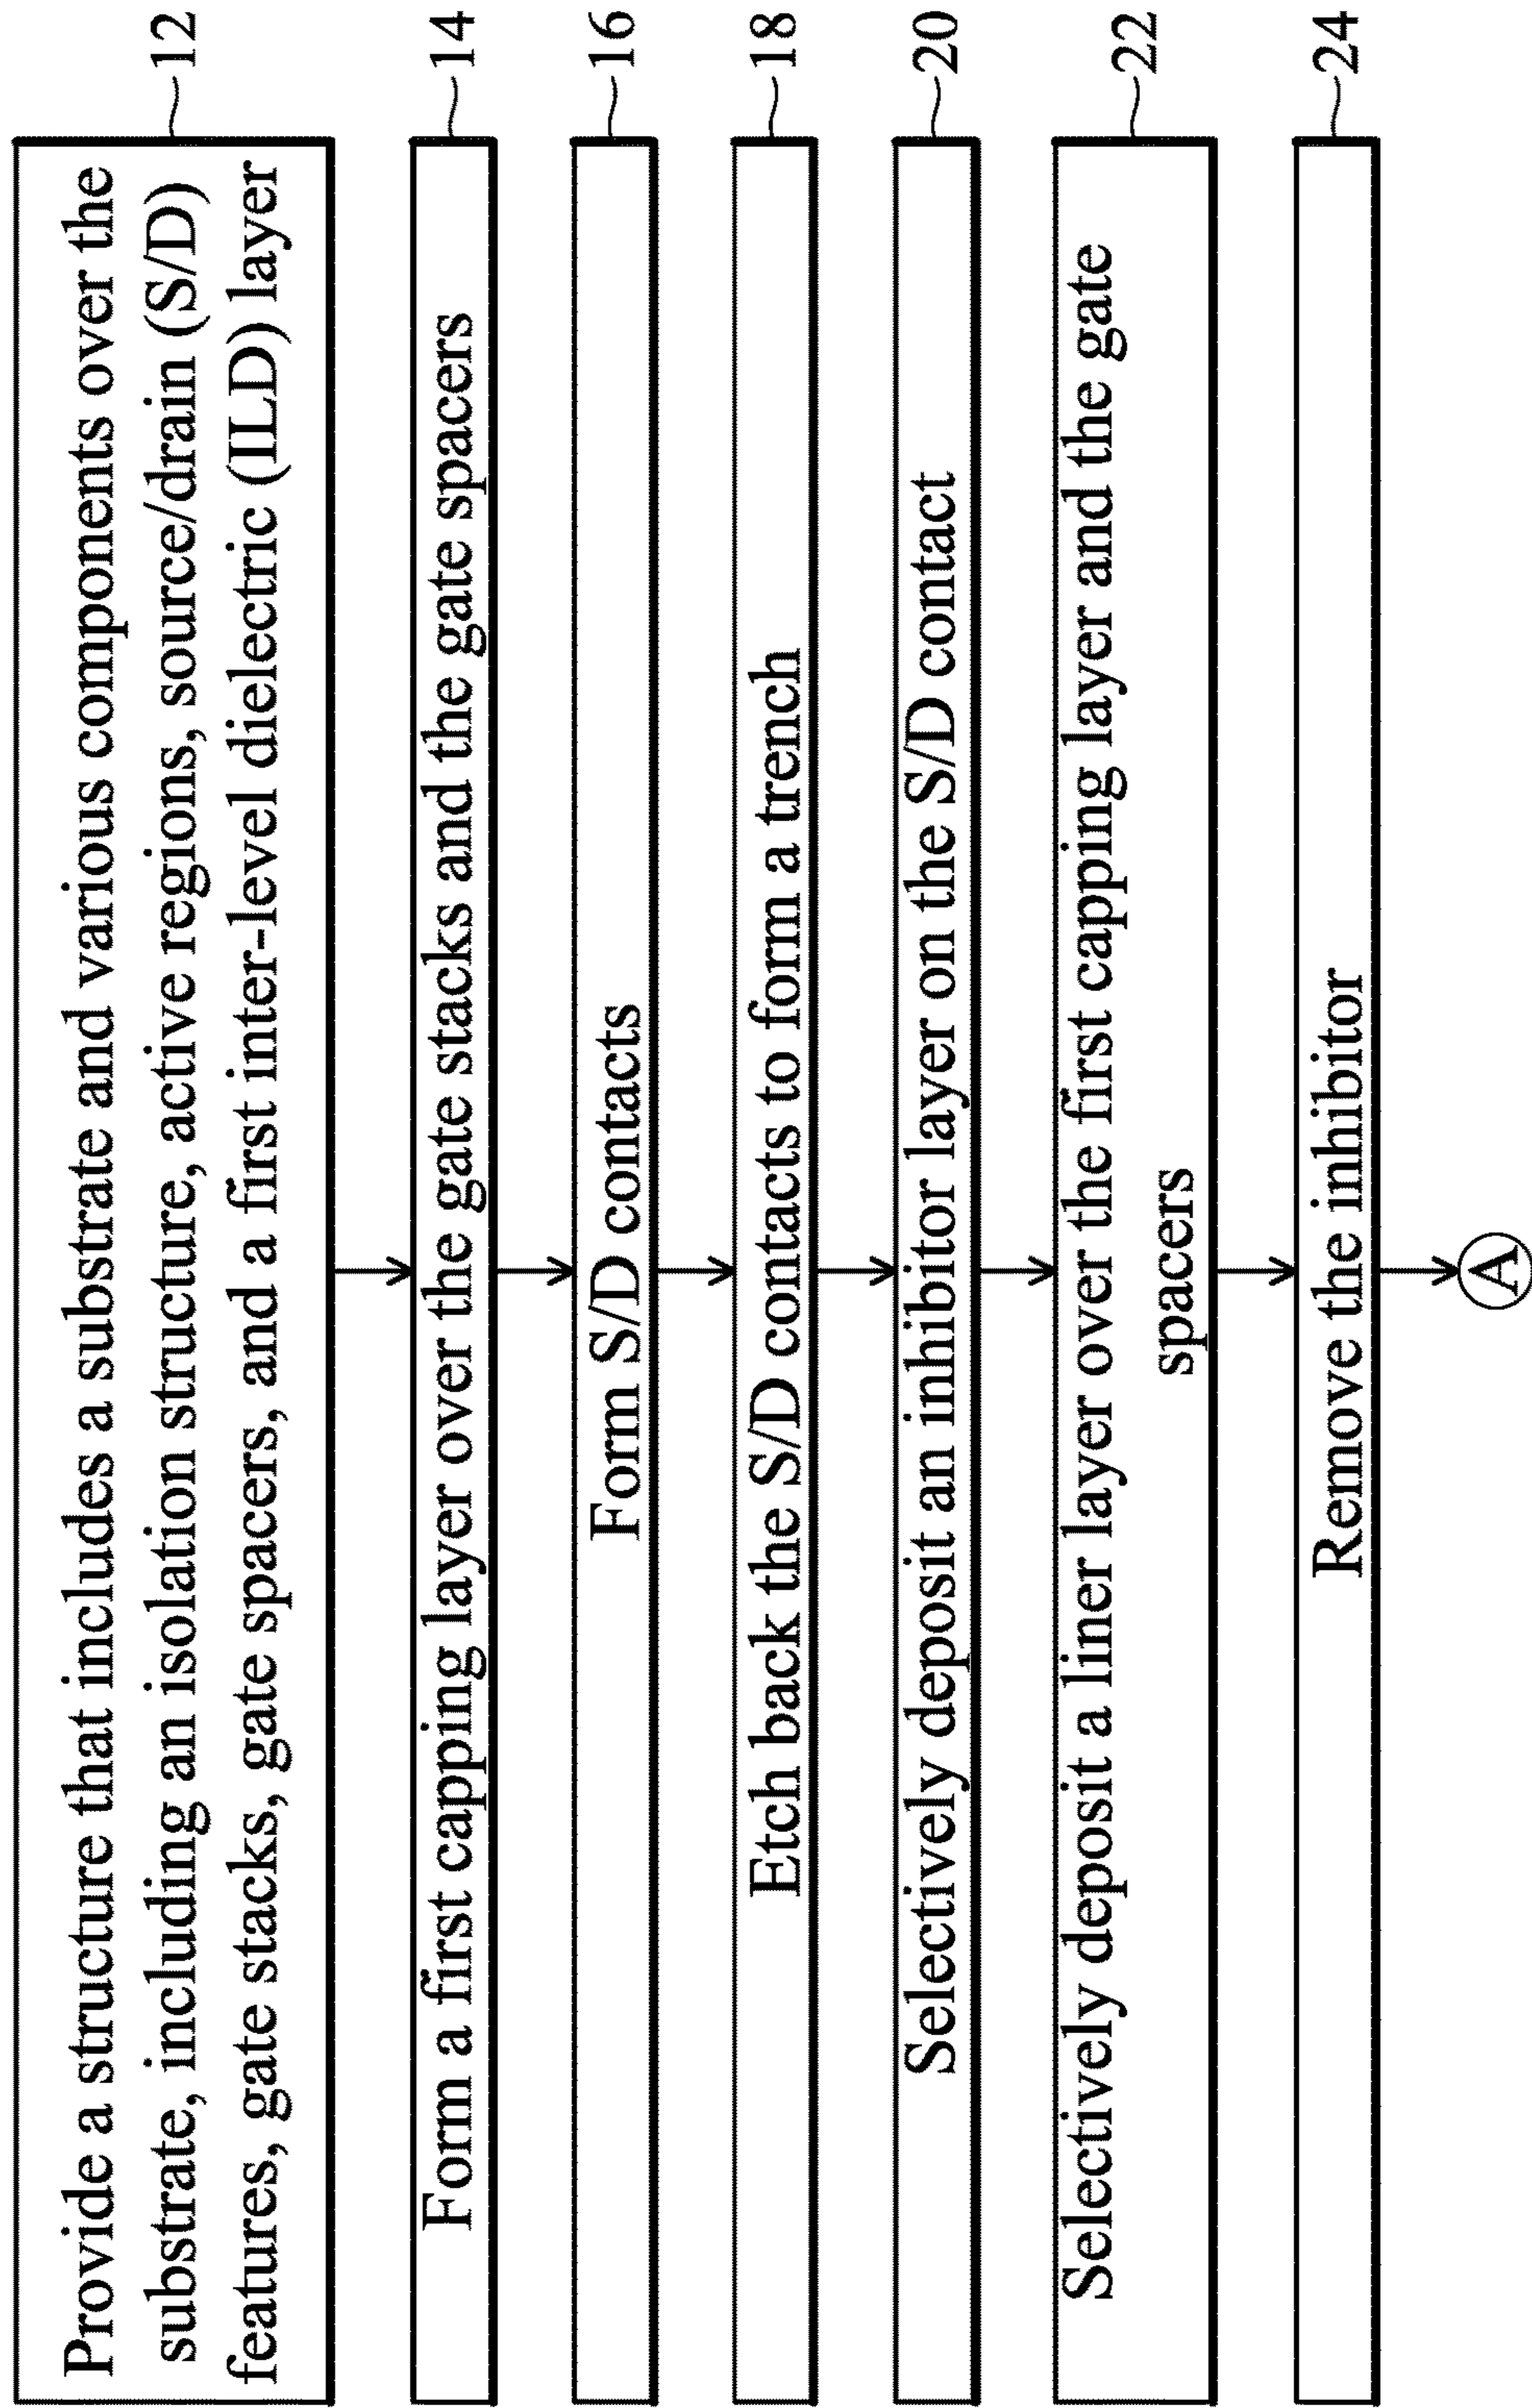 Provide a structure that includes a substrate and various components over the
substrate, including an isolation structure, active regions, source/drain (S/D)
features, gate stacks, gate spacers, and a first inter-level dielectric (ILD) layer
12
Form a first capping layer over the gate stacks and the gate spacers
14
Form S/D contacts
16
Etch back the S/D contacts to form a trench
18
Selectively deposit an inhibitor layer on the S/D contact
20
Selectively deposit a liner layer over the first capping layer and the gate
spacers
22
Remove the inhibitor
24
A